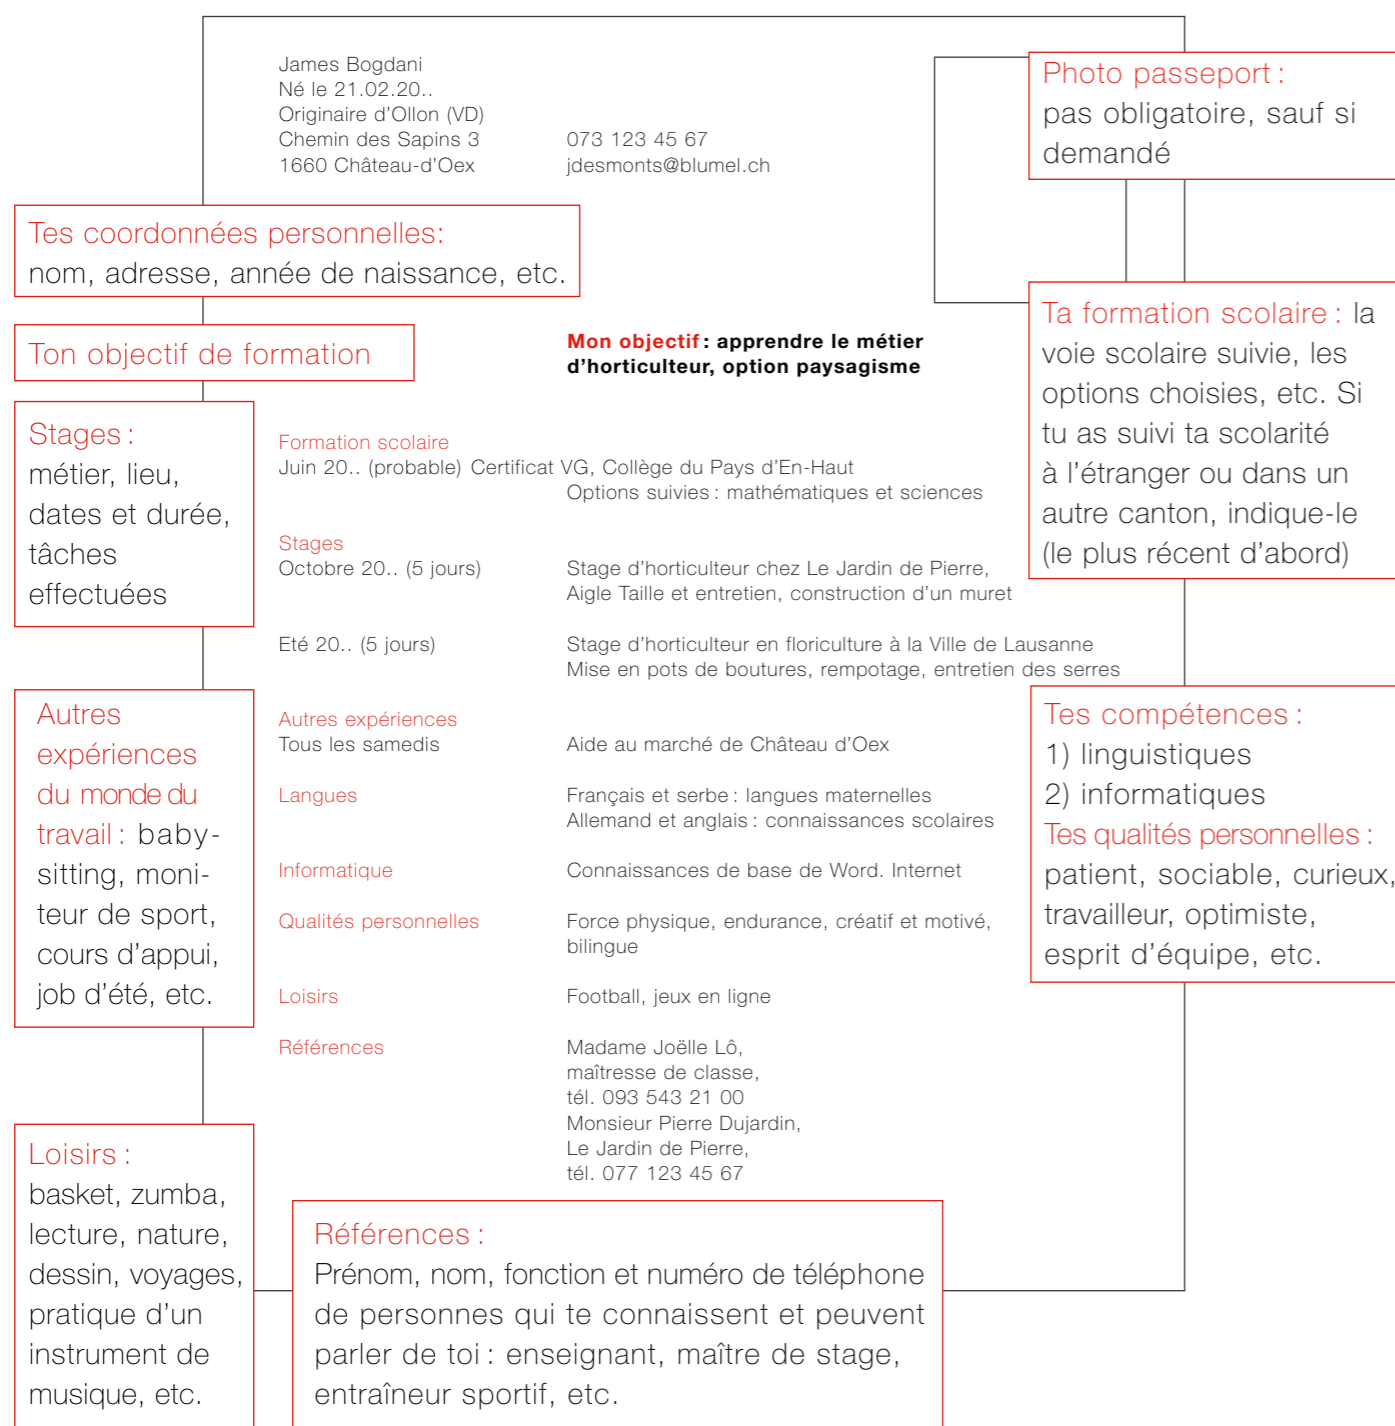 James Bogdani
Né le 21.02.20..
Originaire d’Ollon (VD)
Chemin des Sapins 3 073 123 45 67
1660 Château-d’Oex jdesmonts@blumel.ch
Photo passeport :
pas obligatoire, sauf si
demandé
Tes coordonnées personnelles:
nom, adresse, année de naissance, etc.
Ton objectif de formation
Mon objectif : apprendre le métier
d’horticulteur, option paysagisme
Ta formation scolaire : la
voie scolaire suivie, les
options choisies, etc. Si
tu as suivi ta scolarité
à l’étranger ou dans un
autre canton, indique-le
(le plus récent d’abord)
Stages :
métier, lieu,
dates et durée,
tâches
effectuées
Formation scolaire
Juin 20.. (probable) Certificat VG, Collège du Pays d’En-Haut
Options suivies : mathématiques et sciences
Stages
Octobre 20.. (5 jours) Stage d’horticulteur chez Le Jardin de Pierre,
Aigle Taille et entretien, construction d’un muret
Eté 20.. (5 jours) Stage d’horticulteur en floriculture à la Ville de Lausanne
Mise en pots de boutures, rempotage, entretien des serres
Autres
expériences
du monde du
travail : baby-
sitting, moni-
teur de sport,
cours d’appui,
job d’été, etc.
Autres expériences
Tous les samedis Aide au marché de Château d’Oex
Langues Français et serbe : langues maternelles
Allemand et anglais : connaissances scolaires
Informatique Connaissances de base de Word. Internet
Qualités personnelles Force physique, endurance, créatif et motivé,
bilingue
Loisirs Football, jeux en ligne
Références Madame Joëlle Lô,
maîtresse de classe,
tél. 093 543 21 00
Monsieur Pierre Dujardin,
Le Jardin de Pierre,
tél. 077 123 45 67
Tes compétences :
1) linguistiques
2) informatiques
Tes qualités personnelles :
patient, sociable, curieux,
travailleur, optimiste,
esprit d’équipe, etc.
Loisirs :
basket, zumba,
lecture, nature,
dessin, voyages,
pratique d’un
instrument de
musique, etc.
Références :
Prénom, nom, fonction et numéro de téléphone
de personnes qui te connaissent et peuvent
parler de toi : enseignant, maître de stage,
entraîneur sportif, etc.